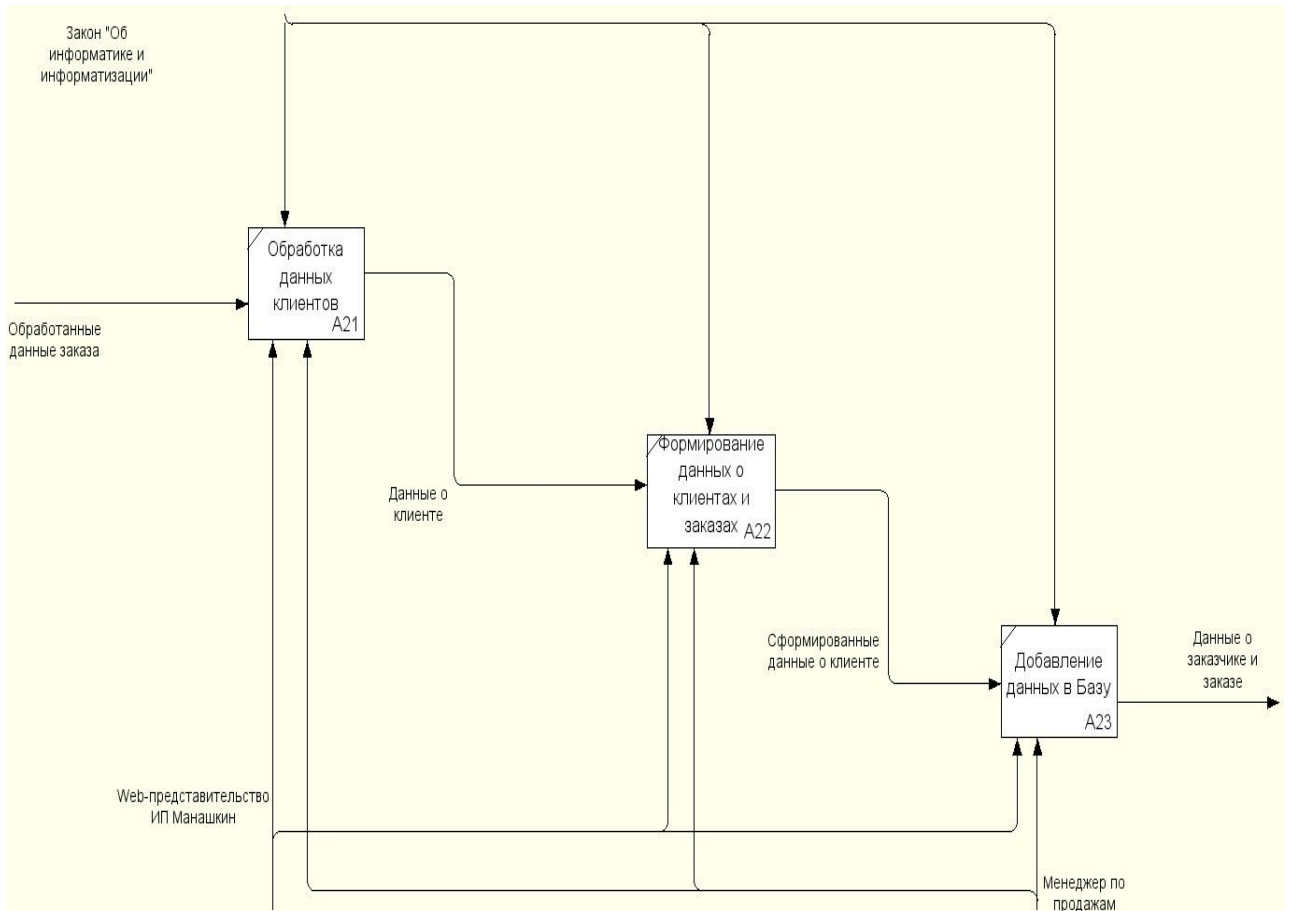 Закон "Об
информатике и
информатизации"
Обработка
данных
клиентов
A21
Обработанные
данные заказа
Данные о
клиенте
Формирование
данных о
клиентах и
заказах
A22
Сформированные
данные о клиенте
Добавление
данных в Базу
A23
Данные о
заказчике и
заказе
Web-представительство
ИП Манашкин
Менеджер по
продажам